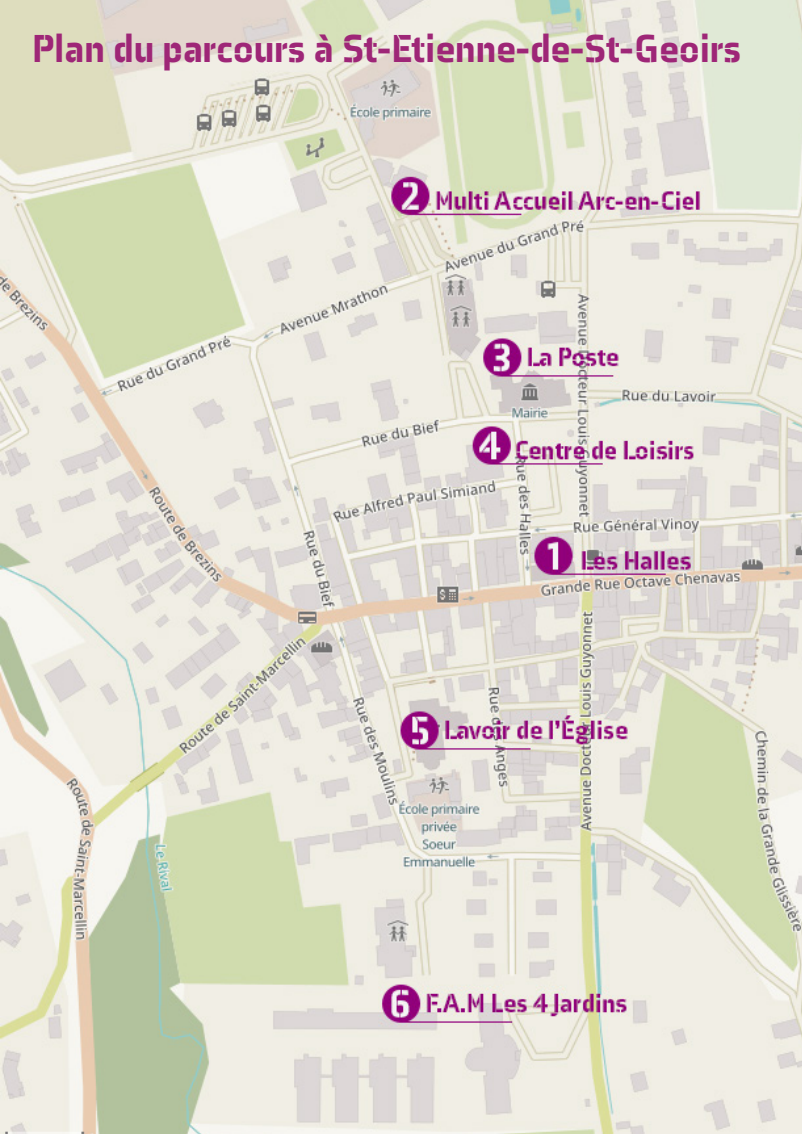 Plan du parcours à St-Etienne-de-St-Geoirs
École primaire
2 Multi Accueil Arc-en-Ciel
Avenue du Grand Pré
de Brezins
Avenue Mrathon
Rue du Grand Pré
3 La Poste
Avenue Docteur Louis Guyonnet
Rue du Lavoir
Mairie
Rue du Bief
4 Centre de Loisirs
Rue des Halles
Rue Alfred Paul Simiand
Route de Brezins
Rue Général Vinoy
Rue du Bief
1 Les Halles
Grande Rue Octave Chenavas
Route de Saint-Marcellin
Avenue Docteur Louis Guyonnet
Rue des Moulins
Rue des Anges
5 Lavoir de l'Église
Chemin de la Grande Glissière
Route de Saint-Marcellin
École primaire
privée
Soeur
Emmanuelle
Le Rival
6 F.A.M Les 4 Jardins